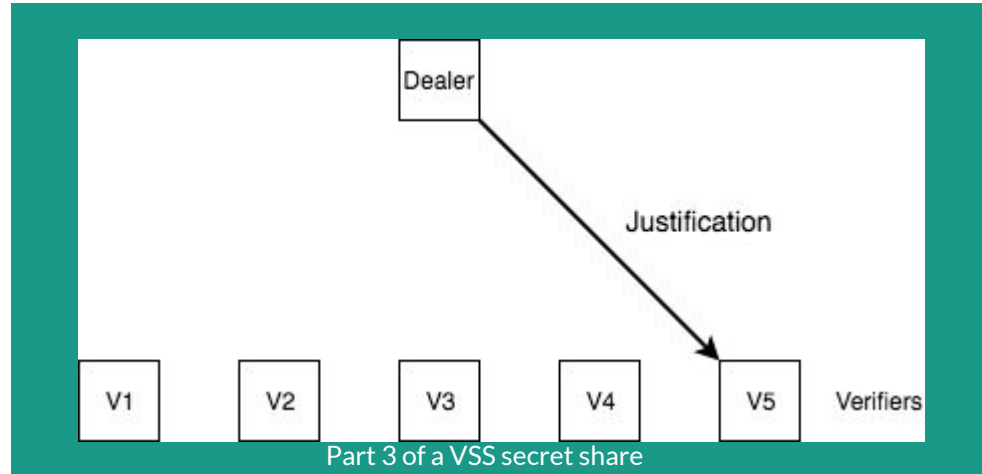 Dealer
Justification
V1 V2 V3 V4 V5 Verifiers
Part 3 of a VSS secret share